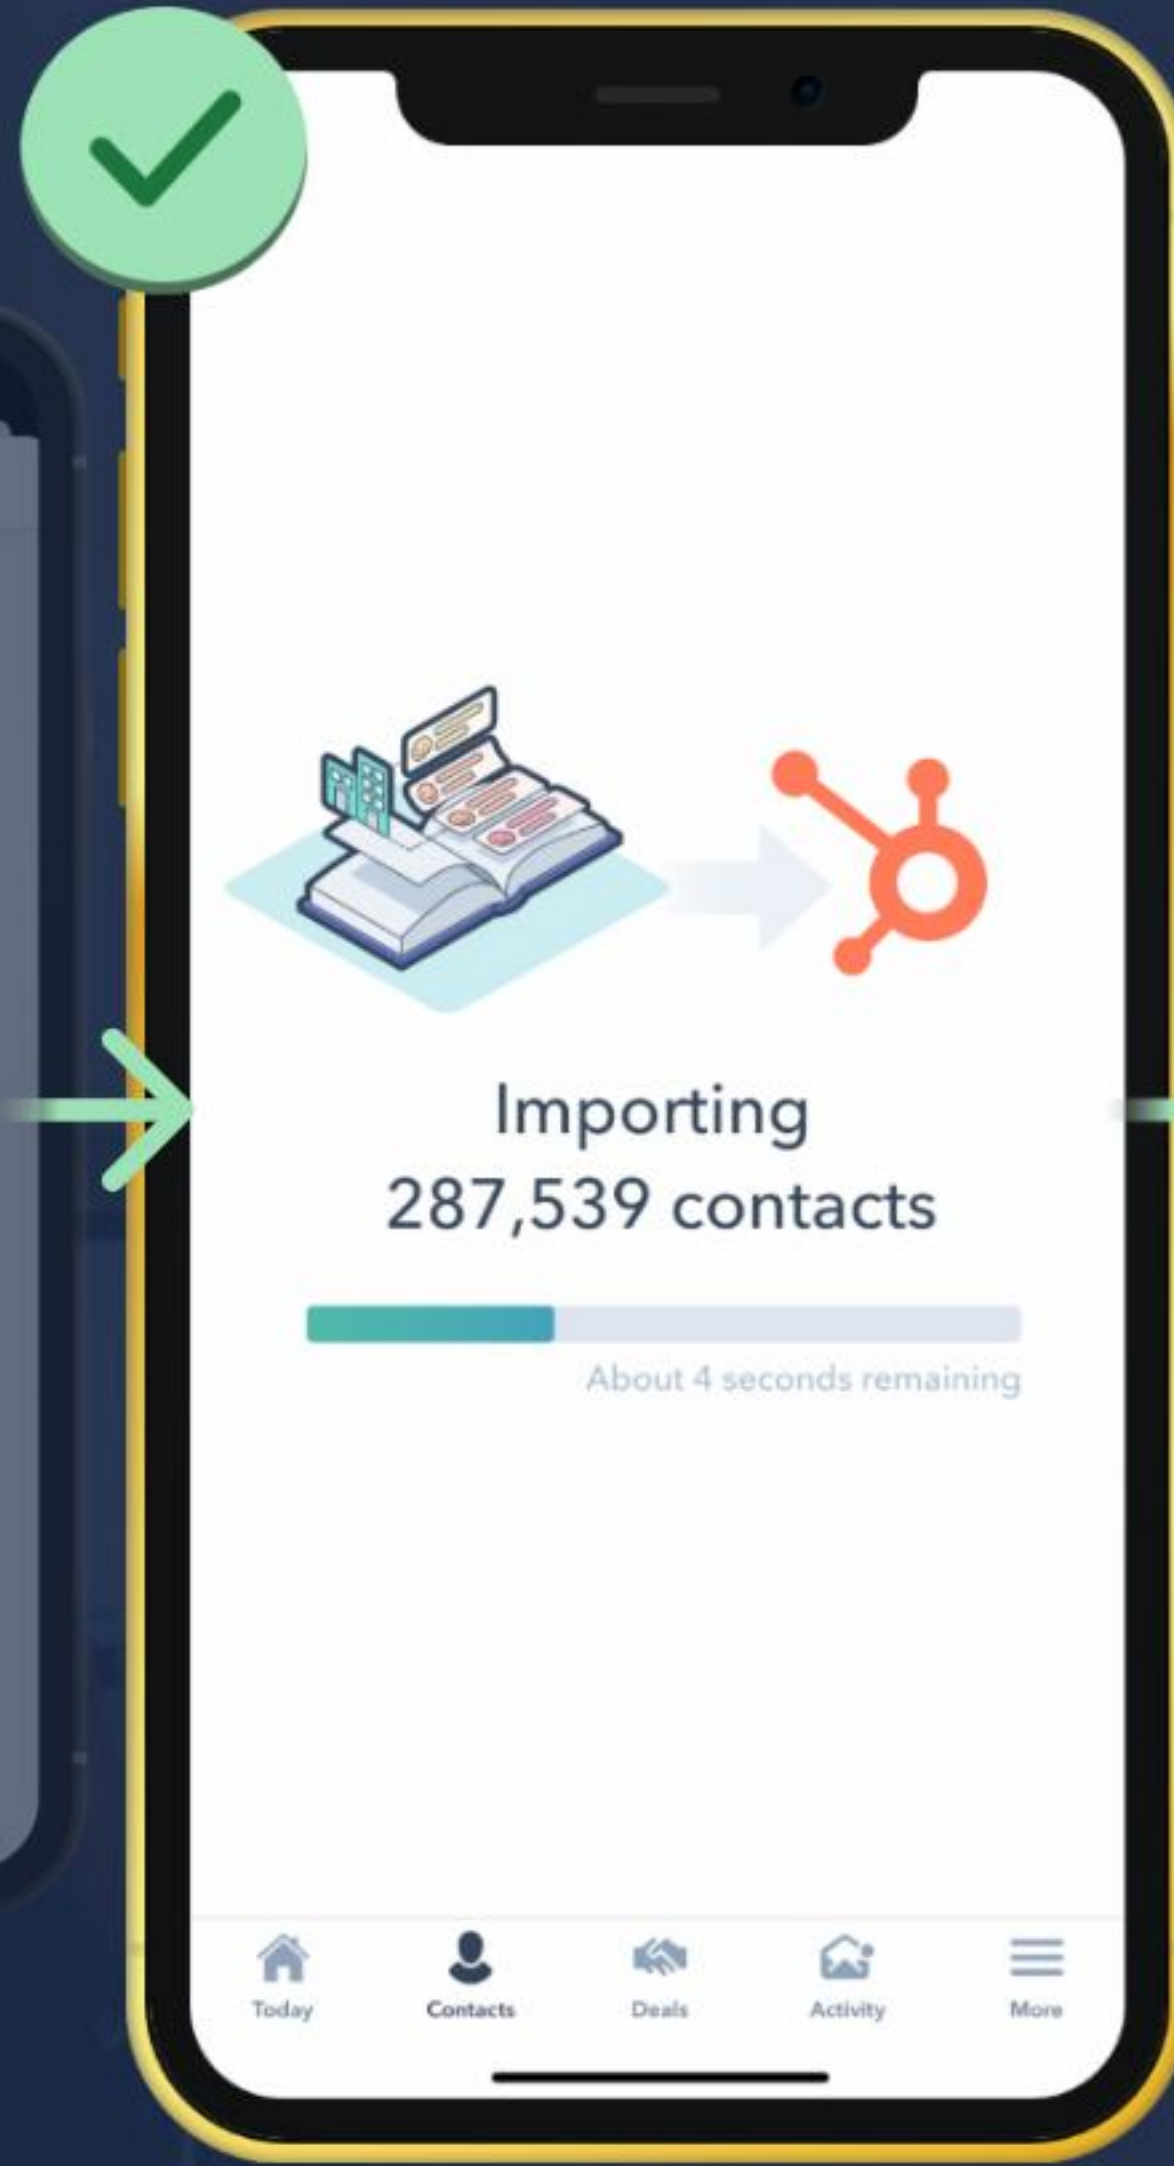 Importing
287,539 contacts
About 4 seconds remaining
Today
Contacts
Deals
Activity
More